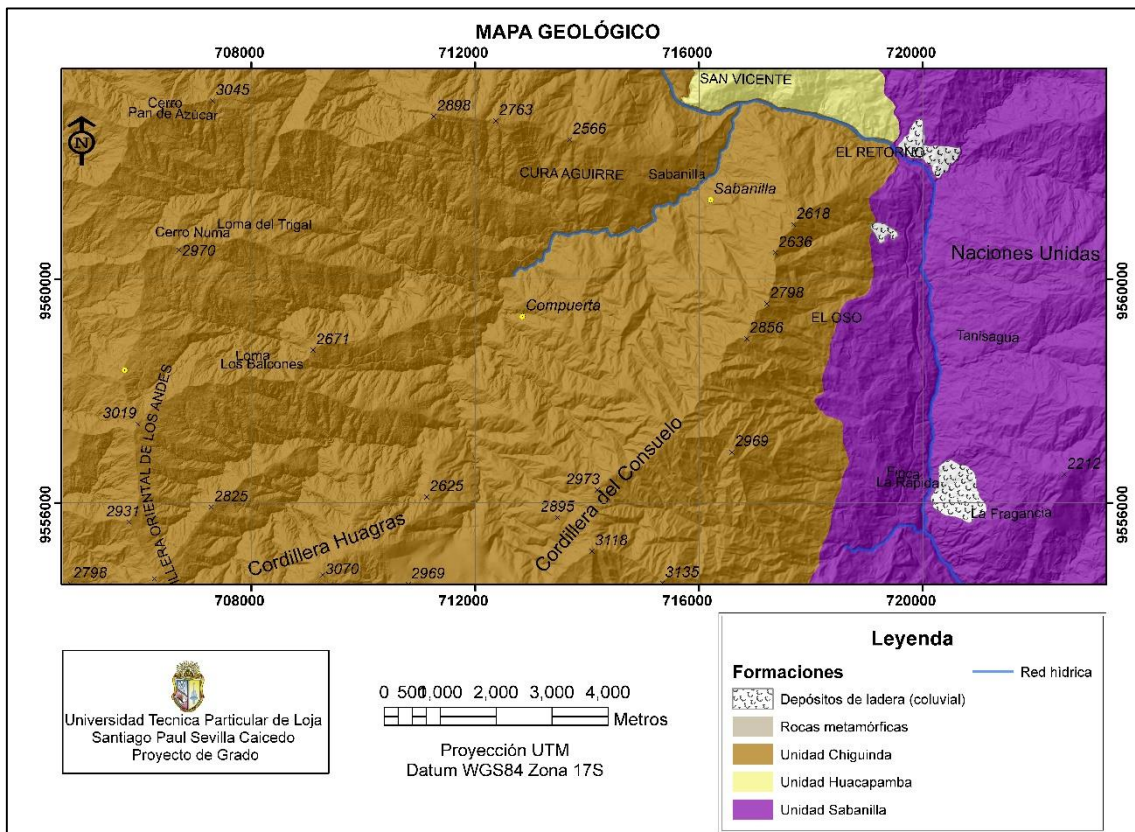 MAPA GEOLÓGICO
708000 712000 716000 720000
SAN VICENTE
3045
Cerro
Pan de Azúcar
2898
2763
2566
EL RETORNO
CURA AGUIRRE
Sabanilla
Sabanilla
N
Loma del Trigal
Cerro Numa
2970
2618
2636
Naciones Unidas
9560000
9560000
2798
Compuerta
EL OSO
2856
Tanisagua
2671
Loma
Los Balcones
3019
ILLERA ORIENTAL DE LOS ANDES
2969
2212
Finca
La Rápida
2973
2625
2825
2895
Cordillera del Consuelo
9556000
9556000
La Fragancia
2931
Cordillera Huagras
3118
2798
3070
2969
3135
708000 712000 716000 720000
Universidad Tecnica Particular de Loja
Santiago Paul Sevilla Caicedo
Proyecto de Grado
0 500 1,000 2,000 3,000 4,000
Metros
Proyección UTM
Datum WGS84 Zona 17S
Leyenda
Formaciones
Red hìdrica
Depósitos de ladera (coluvial)
Rocas metamórficas
Unidad Chiguinda
Unidad Huacapamba
Unidad Sabanilla